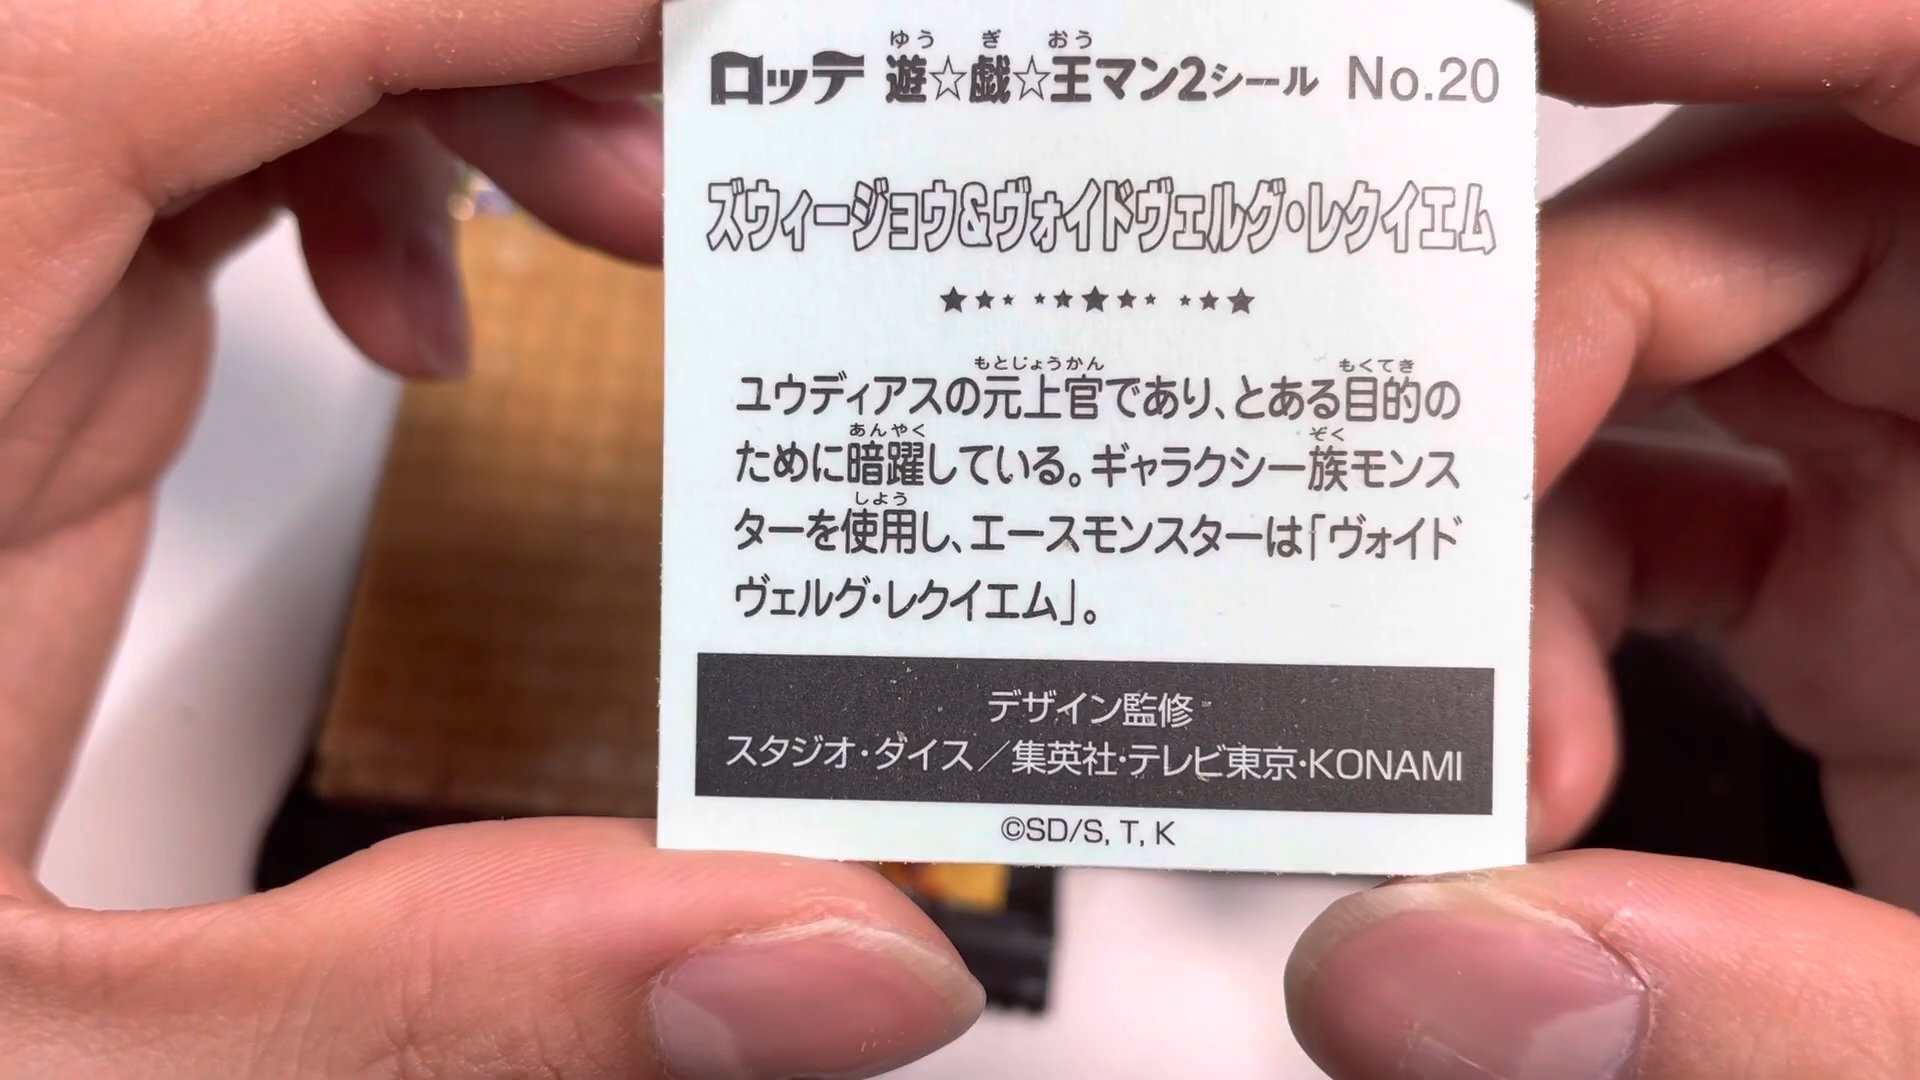 ゆう ぎ おう
ロッテ 遊☆戯☆王マン2シール No.20
ズウィージョウ&ヴォイドヴェルグ・レクイエム
★★★ ★★★★★ ★★★
もとじょうかん もくてき
ユウディアスの元上官であり、とある目的の
あんやく ぞく
ために暗躍している。ギャラクシー族モンス
しよう
ターを使用し、エースモンスターは「ヴォイド
ヴェルグ・レクイエム」。
デザイン監修
スタジオ・ダイス／集英社・テレビ東京・KONAMI
©SD/S, T, K